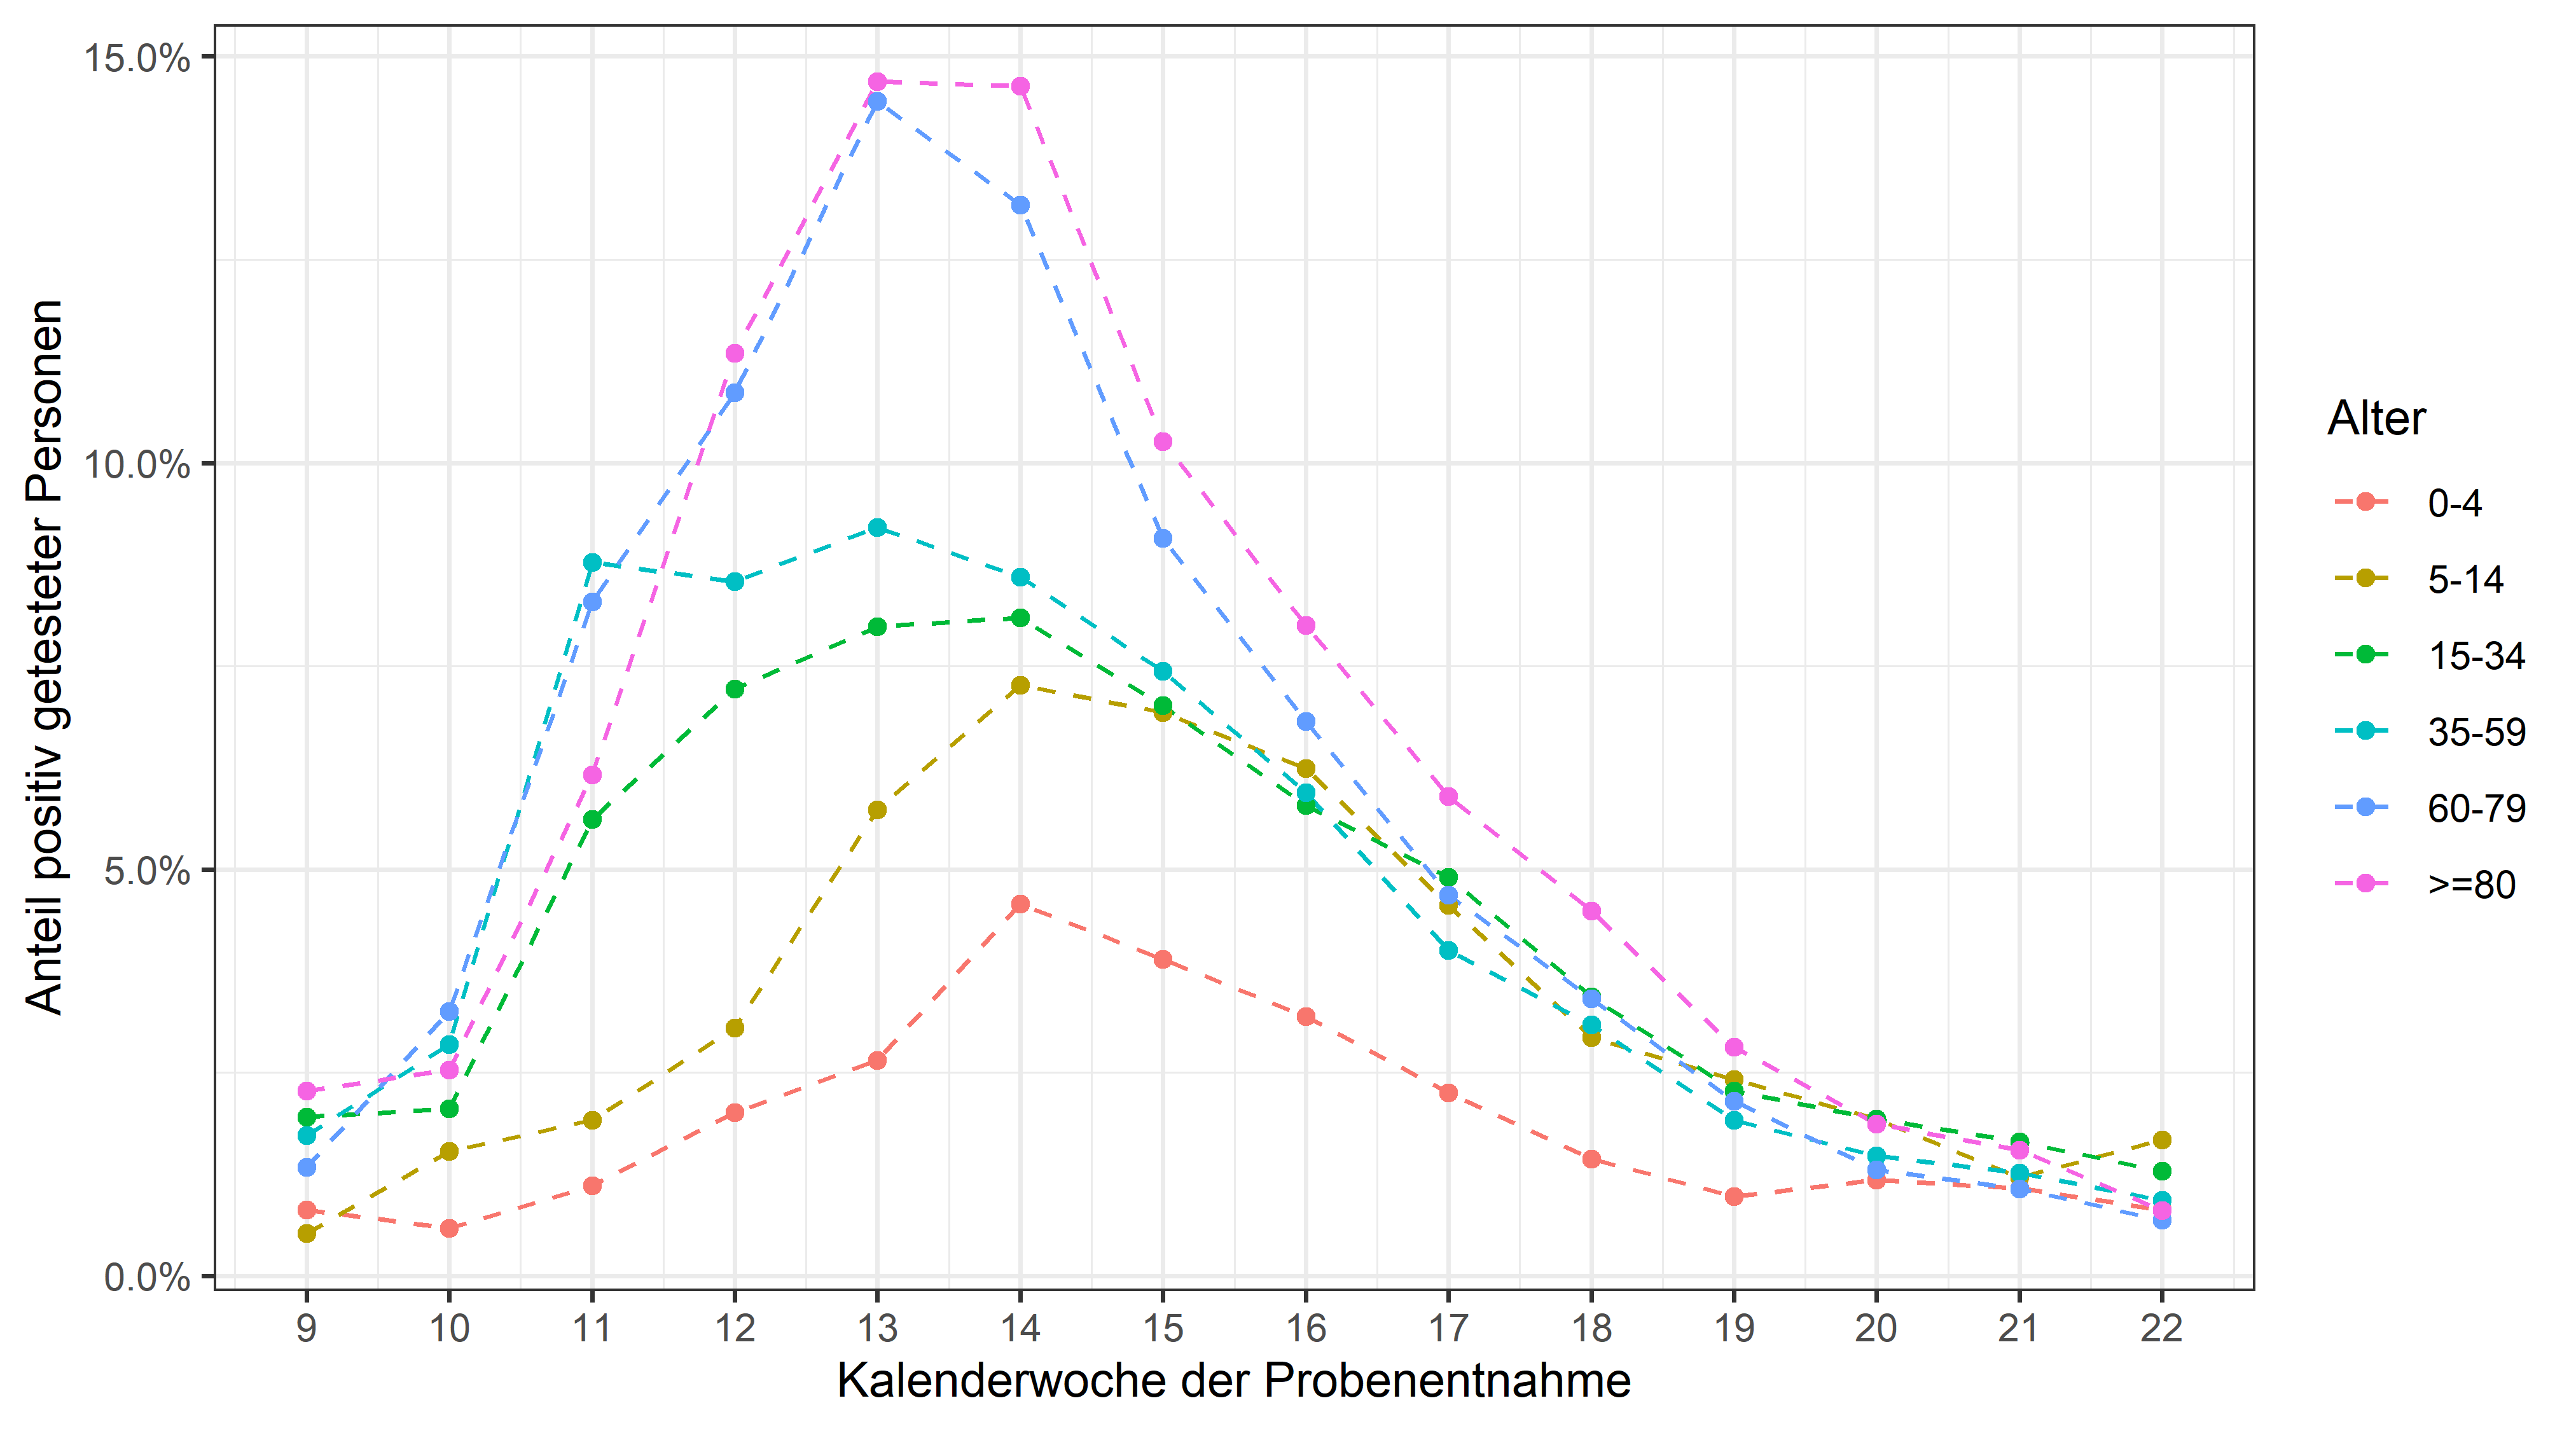 Anteil positiv getesteter Personen
15.0%
10.0%
5.0%
0.0%
9 10 11 12 13 14 15 16 17 18 19 20 21 22
Kalenderwoche der Probenentnahme
Alter
0-4
5-14
15-34
35-59
60-79
>=80